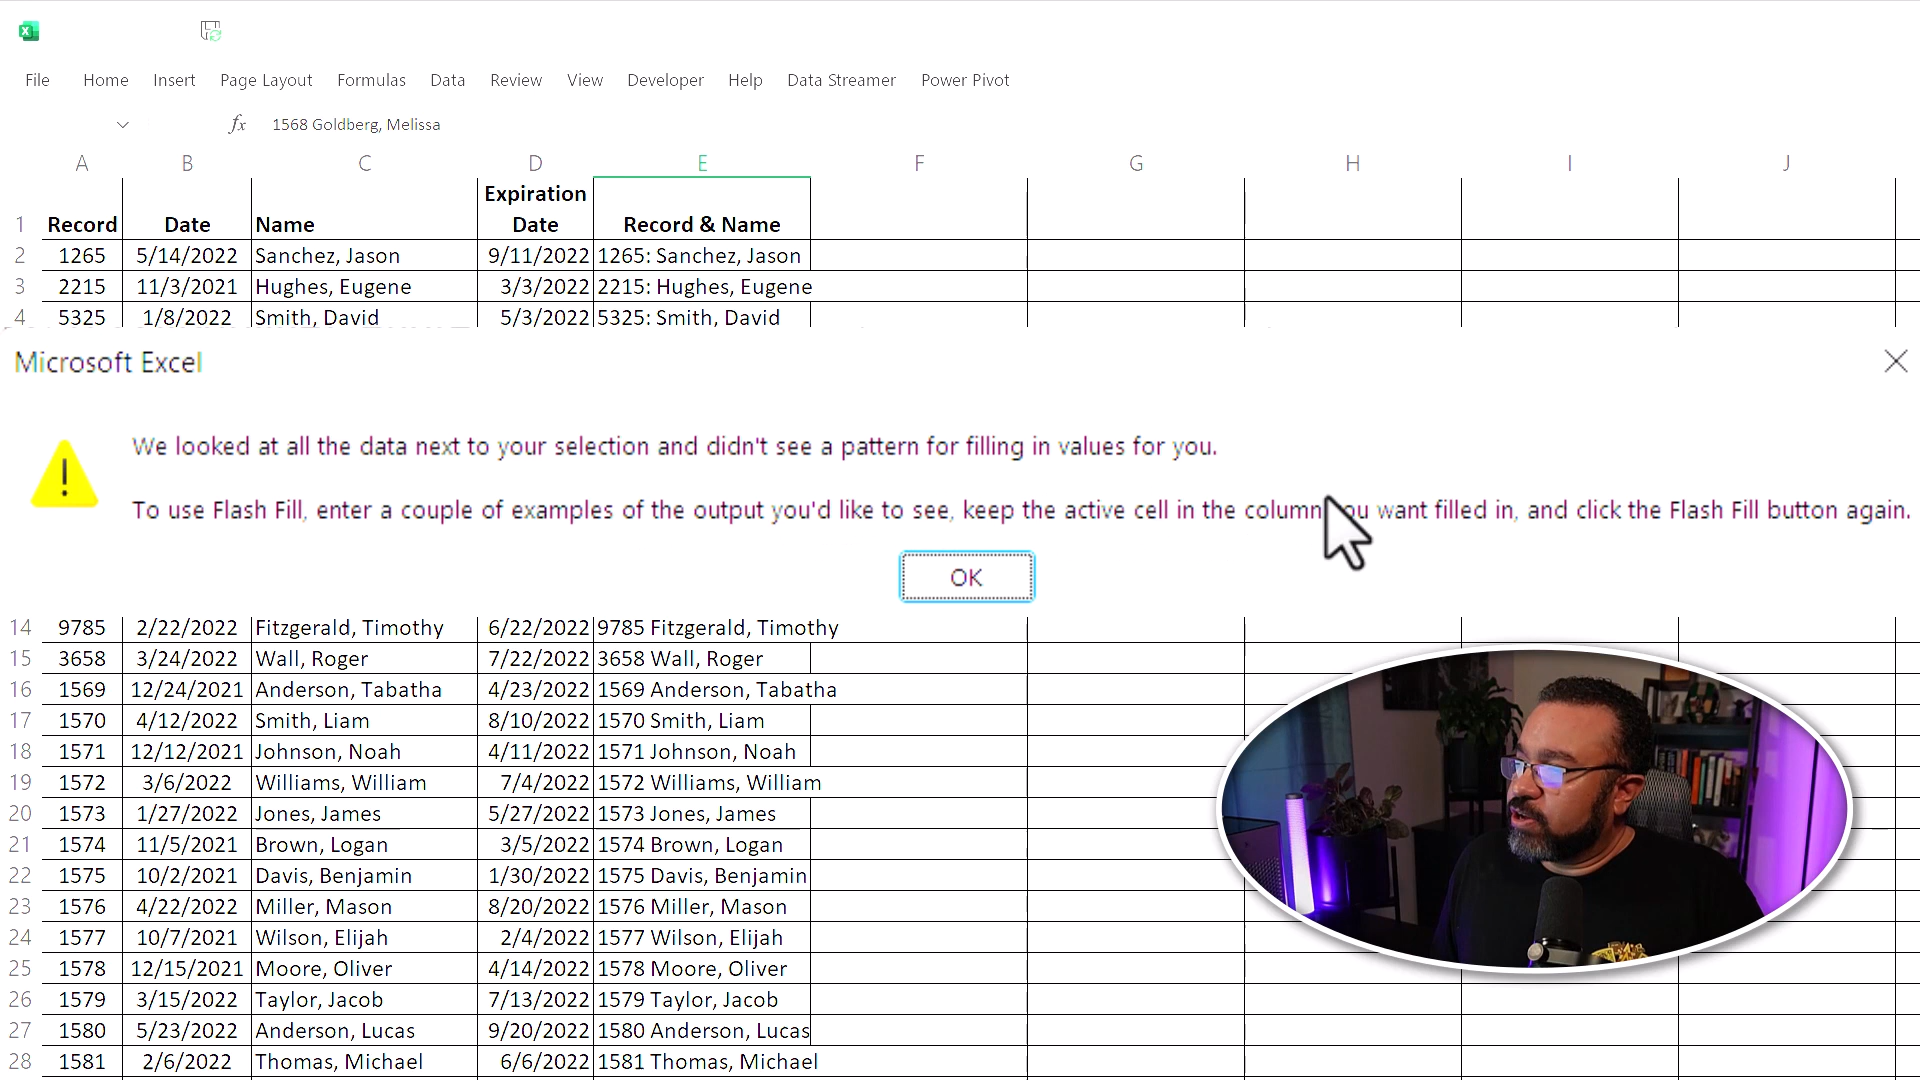 File Home Insert Page Layout Formulas Data Review View Developer Help Data Streamer Power Pivot
fx 1568 Goldberg, Melissa
A B C D E F G H I J
Expiration
1 Record Date Name Date Record & Name
2 1265 5/14/2022 Sanchez, Jason 9/11/2022 1265: Sanchez, Jason
3 2215 11/3/2021 Hughes, Eugene 3/3/2022 2215: Hughes, Eugene
4 5325 1/8/2022 Smith, David 5/3/2022 5325: Smith, David
Microsoft Excel
We looked at all the data next to your selection and didn't see a pattern for filling in values for you.
To use Flash Fill, enter a couple of examples of the output you'd like to see, keep the active cell in the column you want filled in, and click the Flash Fill button again.
OK
14 9785 2/22/2022 Fitzgerald, Timothy 6/22/2022 9785 Fitzgerald, Timothy
15 3658 3/24/2022 Wall, Roger 7/22/2022 3658 Wall, Roger
16 1569 12/24/2021 Anderson, Tabatha 4/23/2022 1569 Anderson, Tabatha
17 1570 4/12/2022 Smith, Liam 8/10/2022 1570 Smith, Liam
18 1571 12/12/2021 Johnson, Noah 4/11/2022 1571 Johnson, Noah
19 1572 3/6/2022 Williams, William 7/4/2022 1572 Williams, William
20 1573 1/27/2022 Jones, James 5/27/2022 1573 Jones, James
21 1574 11/5/2021 Brown, Logan 3/5/2022 1574 Brown, Logan
22 1575 10/2/2021 Davis, Benjamin 1/30/2022 1575 Davis, Benjamin
23 1576 4/22/2022 Miller, Mason 8/20/2022 1576 Miller, Mason
24 1577 10/7/2021 Wilson, Elijah 2/4/2022 1577 Wilson, Elijah
25 1578 12/15/2021 Moore, Oliver 4/14/2022 1578 Moore, Oliver
26 1579 3/15/2022 Taylor, Jacob 7/13/2022 1579 Taylor, Jacob
27 1580 5/23/2022 Anderson, Lucas 9/20/2022 1580 Anderson, Lucas
28 1581 2/6/2022 Thomas, Michael 6/6/2022 1581 Thomas, Michael